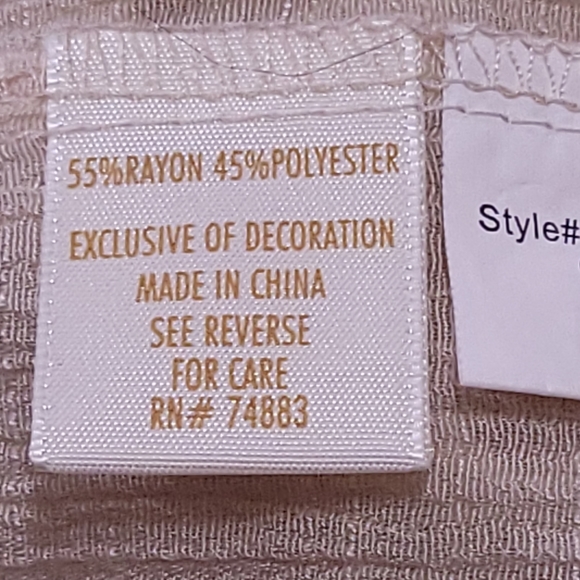 55%RAYON 45%POLYESTER
EXCLUSIVE OF DECORATION
MADE IN CHINA
SEE REVERSE
FOR CARE
RN# 74883
Style#